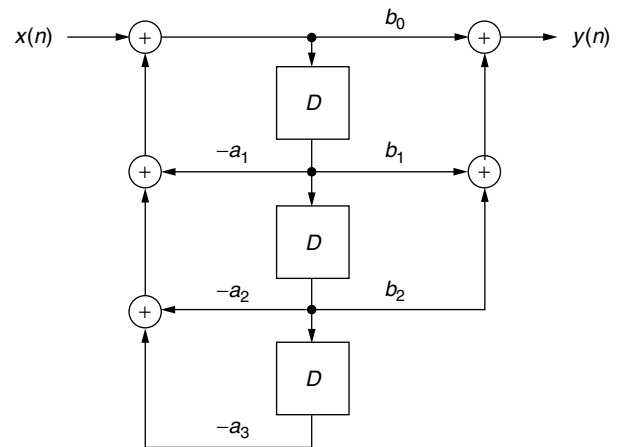 x(n) + b₀ + y(n)
D
+ −a₁ b₁ +
D
+ −a₂ b₂
D
−a₃